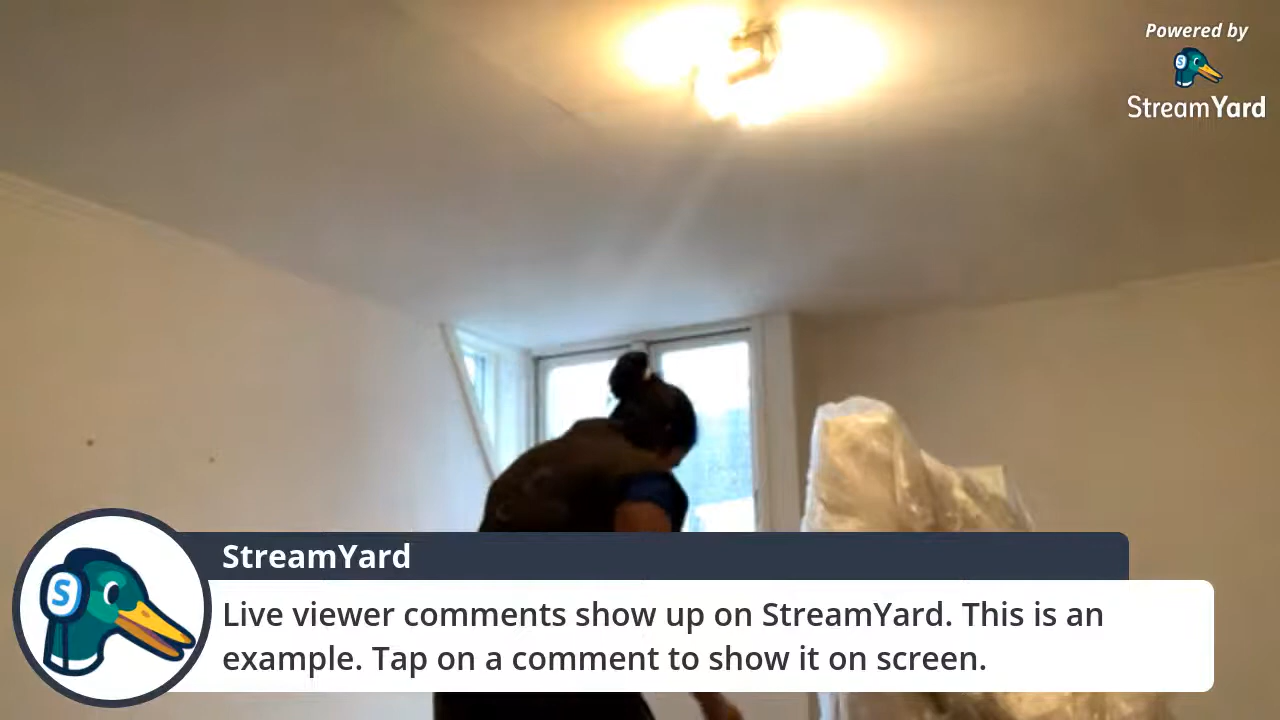 Powered by
StreamYard
S
StreamYard
S
Live viewer comments show up on StreamYard. This is an
example. Tap on a comment to show it on screen.